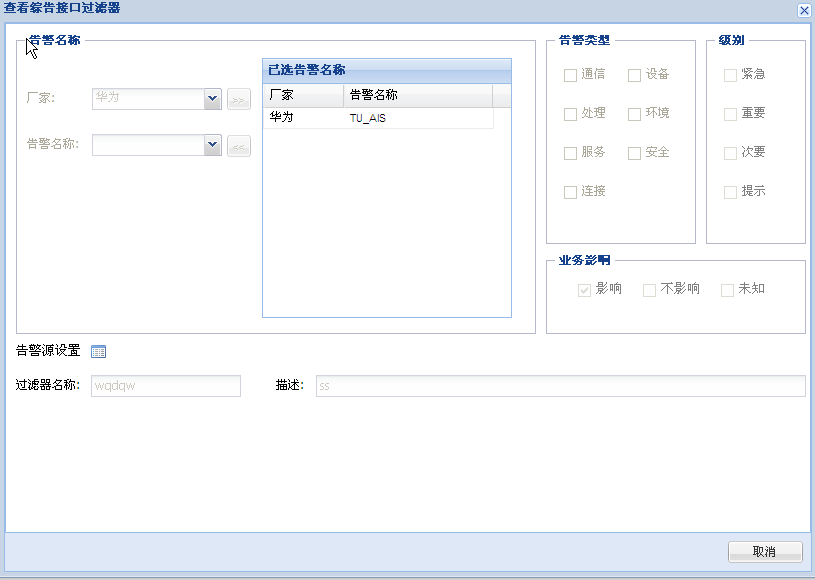 查看综告接口过滤器
告警名称
厂家:
华为
>>
告警名称:
<<
已选告警名称
厂家 告警名称
华为 TU_AIS
告警类型
通信 设备
处理 环境
服务 安全
连接
级别
紧急
重要
次要
提示
业务影响
影响 不影响 未知
告警源设置
过滤器名称: wqdqw 描述: ss
取消